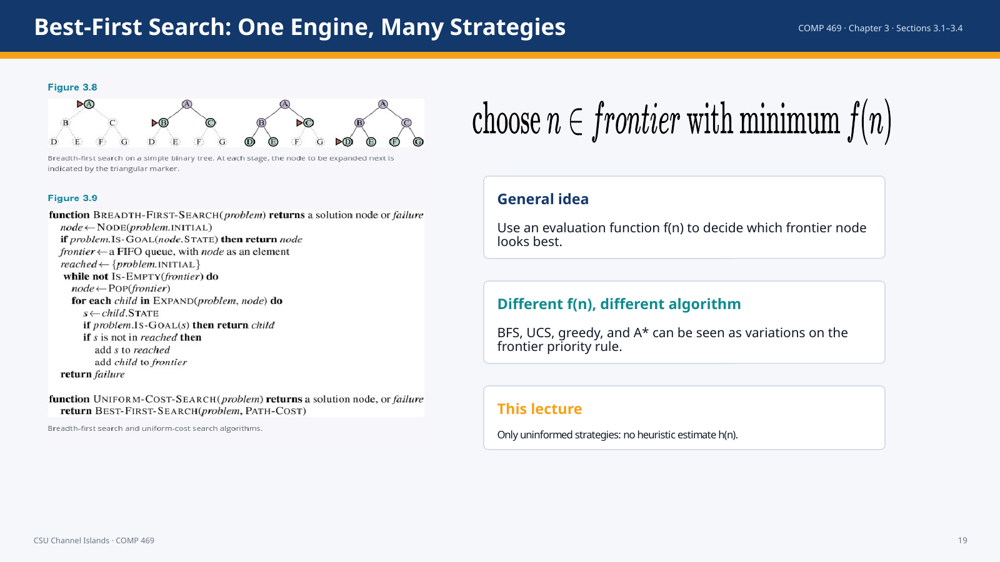 Best-First Search: One Engine, Many Strategies
COMP 469 · Chapter 3 · Sections 3.1–3.4
Figure 3.8
A A A A
B C B C B C B C
D E F G D E F G D E F G D E F G
Breadth-first search on a simple binary tree. At each stage, the node to be expanded next is
indicated by the triangular marker.
Figure 3.9
function BREADTH-FIRST-SEARCH(problem) returns a solution node or failure
node ← NODE(problem.INITIAL)
if problem.IS-GOAL(node.STATE) then return node
frontier ← a FIFO queue, with node as an element
reached ← {problem.INITIAL}
while not IS-EMPTY(frontier) do
node ← POP(frontier)
for each child in EXPAND(problem, node) do
s ← child.STATE
if problem.IS-GOAL(s) then return child
if s is not in reached then
add s to reached
add child to frontier
return failure
function UNIFORM-COST-SEARCH(problem) returns a solution node, or failure
return BEST-FIRST-SEARCH(problem, PATH-COST)
Breadth-first search and uniform-cost search algorithms.
choose n ∈ frontier with minimum f(n)
General idea
Use an evaluation function f(n) to decide which frontier node
looks best.
Different f(n), different algorithm
BFS, UCS, greedy, and A* can be seen as variations on the
frontier priority rule.
This lecture
Only uninformed strategies: no heuristic estimate h(n).
CSU Channel Islands · COMP 469
19